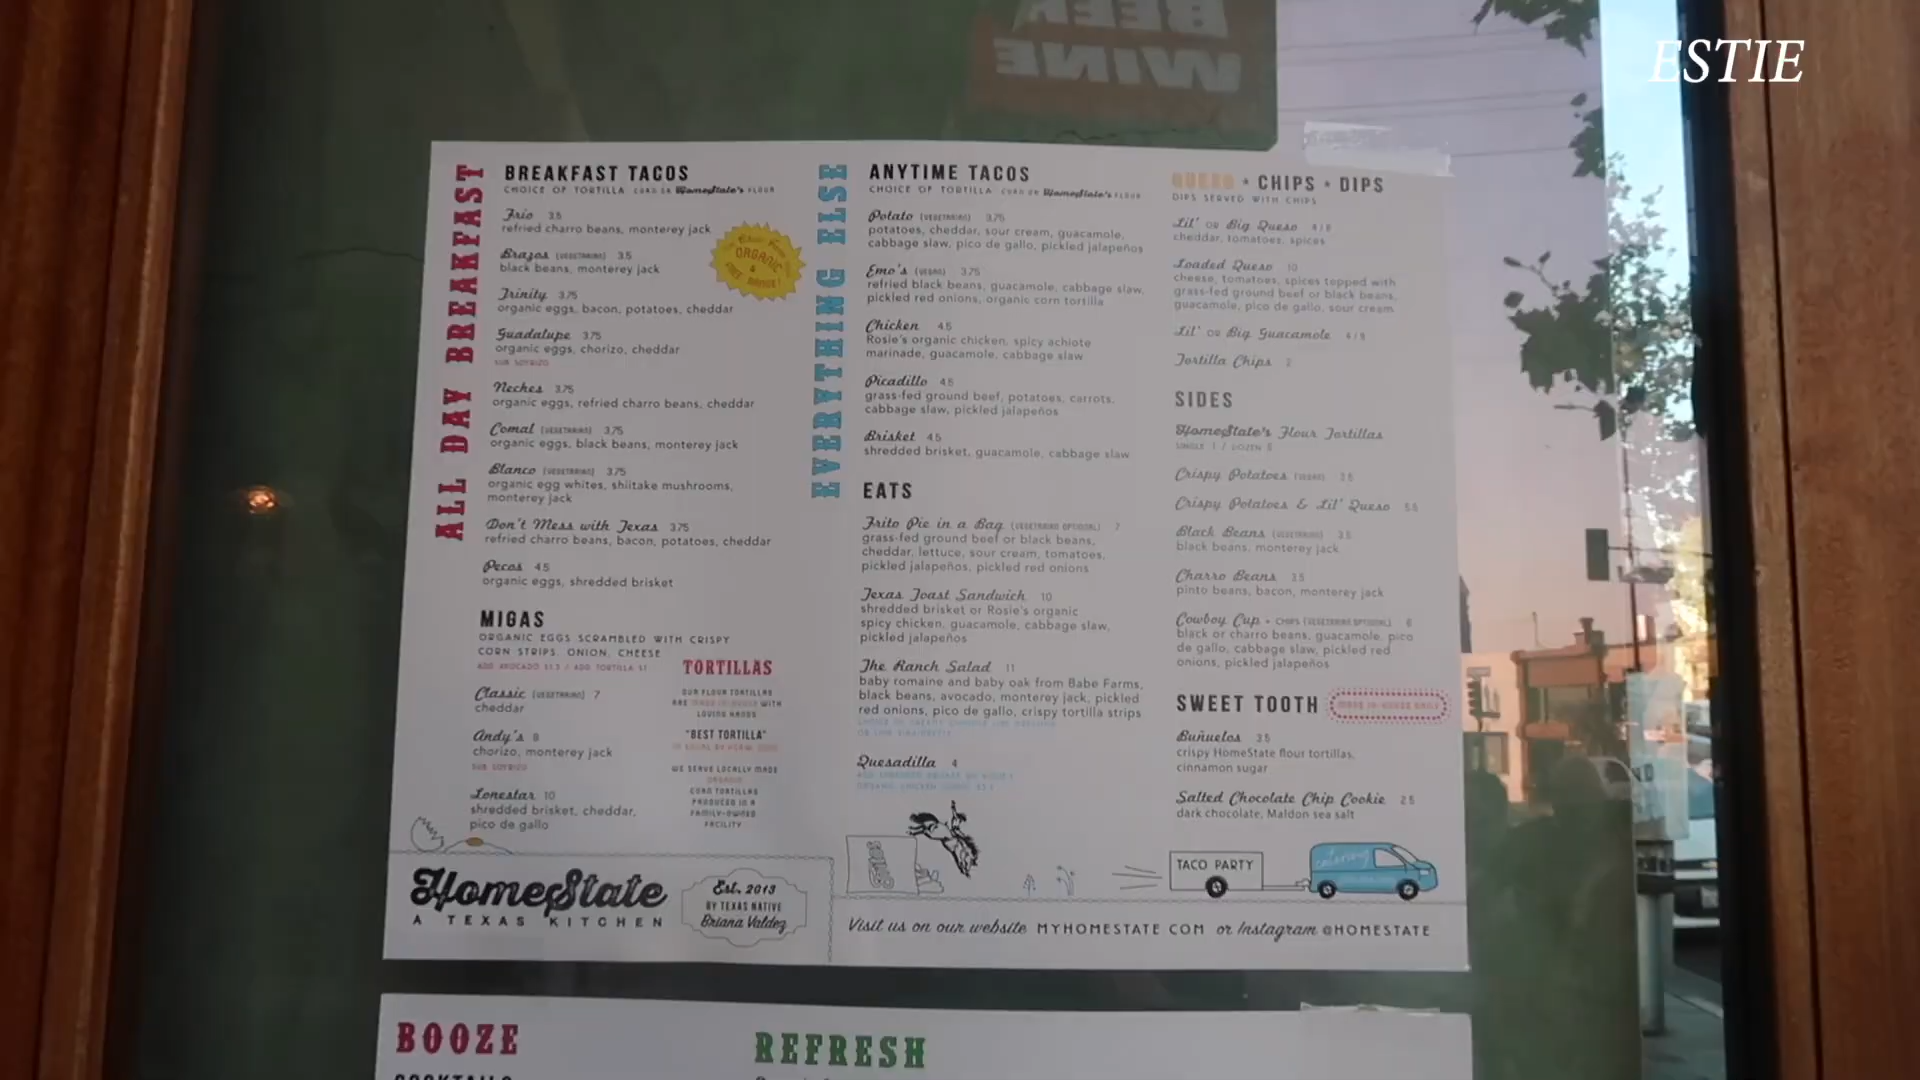 ESTIE
BEER
WINE
ALL DAY BREAKFAST
BREAKFAST TACOS
CHOICE OF TORTILLA CORN OR HomeState's FLOUR
Frio 3.5
refried charro beans, monterey jack
Brazos (VEGETARIAN) 3.5
black beans, monterey jack
Trinity 3.75
organic eggs, bacon, potatoes, cheddar
Guadalupe 3.75
organic eggs, chorizo, cheddar
SUB SOYRIZO
Neches 3.75
organic eggs, refried charro beans, cheddar
Comal (VEGETARIAN) 3.75
organic eggs, black beans, monterey jack
Blanco (VEGETARIAN) 3.75
organic egg whites, shiitake mushrooms,
monterey jack
Don't Mess with Texas 3.75
refried charro beans, bacon, potatoes, cheddar
Pecos 4.5
organic eggs, shredded brisket
ORGANIC
&
MIGAS
ORGANIC EGGS SCRAMBLED WITH CRISPY
CORN STRIPS, ONION, CHEESE
ADD AVOCADO $1.5 / ADD TORTILLA $1
Classic (VEGETARIAN) 7
cheddar
Andy's 8
chorizo, monterey jack
SUB SOYRIZO
Lonestar 10
shredded brisket, cheddar,
pico de gallo
TORTILLAS
OUR FLOUR TORTILLAS
ARE MADE IN-HOUSE WITH
LOVING HANDS
"BEST TORTILLA"
WE SERVE LOCALLY MADE
ORGANIC
CORN TORTILLAS
PRODUCED IN A
FAMILY-OWNED
FACILITY
EVERYTHING ELSE
ANYTIME TACOS
CHOICE OF TORTILLA CORN OR HomeState's FLOUR
Potato (VEGETARIAN) 3.75
potatoes, cheddar, sour cream, guacamole,
cabbage slaw, pico de gallo, pickled jalapeños
Emo's (VEGAN) 3.75
refried black beans, guacamole, cabbage slaw,
pickled red onions, organic corn tortilla
Chicken 4.5
Rosie's organic chicken, spicy achiote
marinade, guacamole, cabbage slaw
Picadillo 4.5
grass-fed ground beef, potatoes, carrots,
cabbage slaw, pickled jalapeños
Brisket 4.5
shredded brisket, guacamole, cabbage slaw
EATS
Frito Pie in a Bag (VEGETARIAN OPTIONAL) 7
grass-fed ground beef or black beans,
cheddar, lettuce, sour cream, tomatoes,
pickled jalapeños, pickled red onions
Texas Toast Sandwich 10
shredded brisket or Rosie's organic
spicy chicken, guacamole, cabbage slaw,
pickled jalapeños
The Ranch Salad 11
baby romaine and baby oak from Babe Farms,
black beans, avocado, monterey jack, pickled
red onions, pico de gallo, crispy tortilla strips
Quesadilla 4
QUESO • CHIPS • DIPS
DIPS SERVED WITH CHIPS
Lil' OR Big Queso 4/8
cheddar, tomatoes, spices
Loaded Queso 10
cheese, tomatoes, spices topped with
grass-fed ground beef or black beans,
guacamole, pico de gallo, sour cream
Lil' OR Big Guacamole
Tortilla Chips 2
SIDES
HomeState's Flour Tortillas
Crispy Potatoes (VEGAN) 3.5
Crispy Potatoes & Lil' Queso 5.5
Black Beans (VEGETARIAN) 3.5
black beans, monterey jack
Charro Beans 3.5
pinto beans, bacon, monterey jack
Cowboy Cup + CHIPS (VEGETARIAN OPTIONAL) 6
black or charro beans, guacamole, pico
de gallo, cabbage slaw, pickled red
onions, pickled jalapeños
SWEET TOOTH MADE IN-HOUSE DAILY
Buñuelos 3.5
crispy HomeState flour tortillas,
cinnamon sugar
Salted Chocolate Chip Cookie 2.5
dark chocolate, Maldon sea salt
TACO PARTY
catering
HomeState
A TEXAS KITCHEN
Est. 2013
BY TEXAS NATIVE
Briana Valdez
Visit us on our website MYHOMESTATE.COM or Instagram @HOMESTATE
BOOZE
REFRESH
COCKTAILS